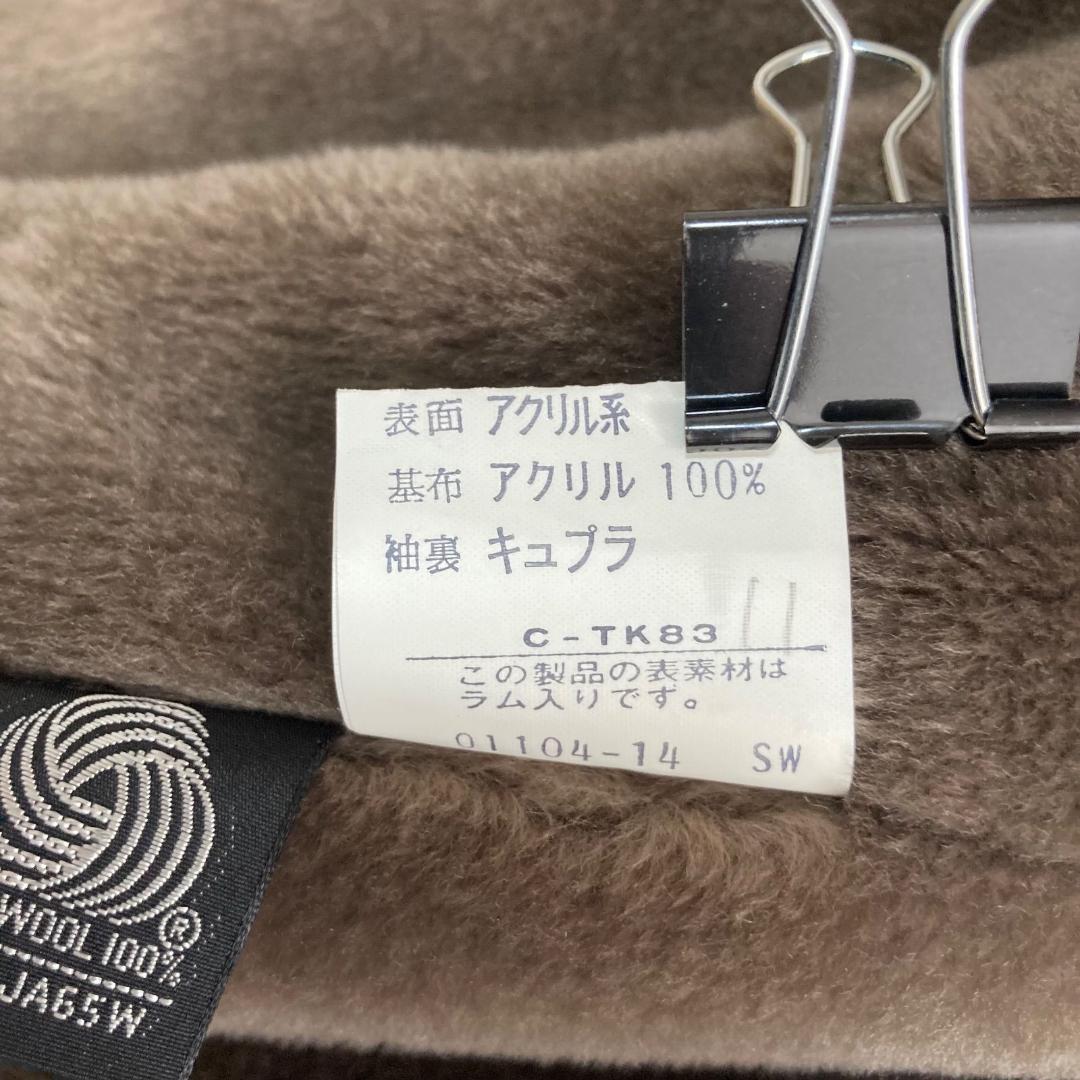 表面 アクリル系
基布 アクリル 100%
袖裏 キュプラ
11
C-TK83
この製品の表素材は
ラム入りです。
01104-14 SW
WOOL 100%
®
JA65W